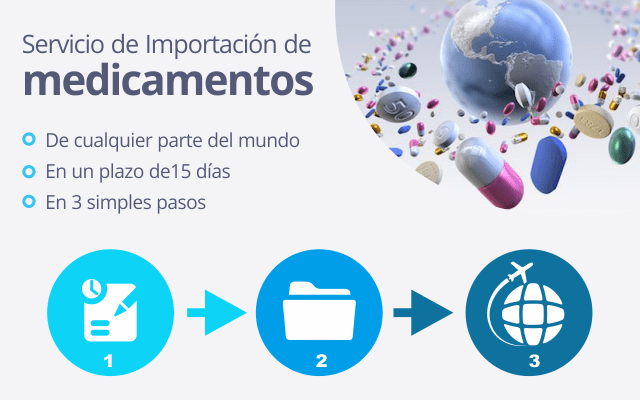 Servicio de Importación de
medicamentos
De cualquier parte del mundo
En un plazo de15 días
En 3 simples pasos
50
1
2
3